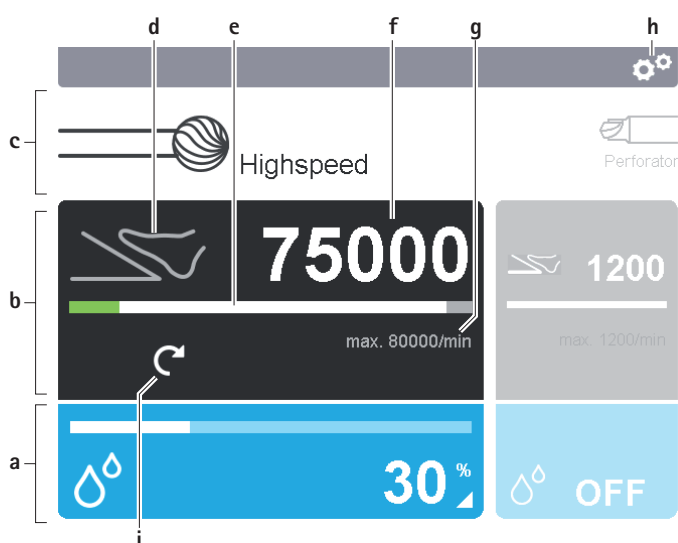 d e f g h
c
Highspeed
Perforator
b
75000
1200
max. 80000/min
max. 1200/min
a
30 %
OFF
i